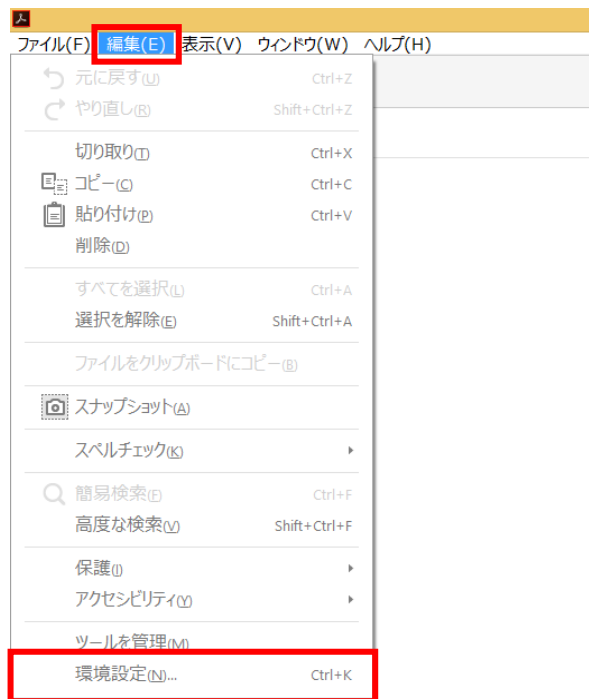 ファイル(F) 編集(E) 表示(V) ウィンドウ(W) ヘルプ(H)
元に戻す(U) Ctrl+Z
やり直し(R) Shift+Ctrl+Z
切り取り(T) Ctrl+X
コピー(C) Ctrl+C
貼り付け(P) Ctrl+V
削除(D)
すべてを選択(L) Ctrl+A
選択を解除(E) Shift+Ctrl+A
ファイルをクリップボードにコピー(B)
スナップショット(A)
スペルチェック(K)
簡易検索(F) Ctrl+F
高度な検索(V) Shift+Ctrl+F
保護(I)
アクセシビリティ(Y)
ツールを管理(M)
環境設定(N)... Ctrl+K